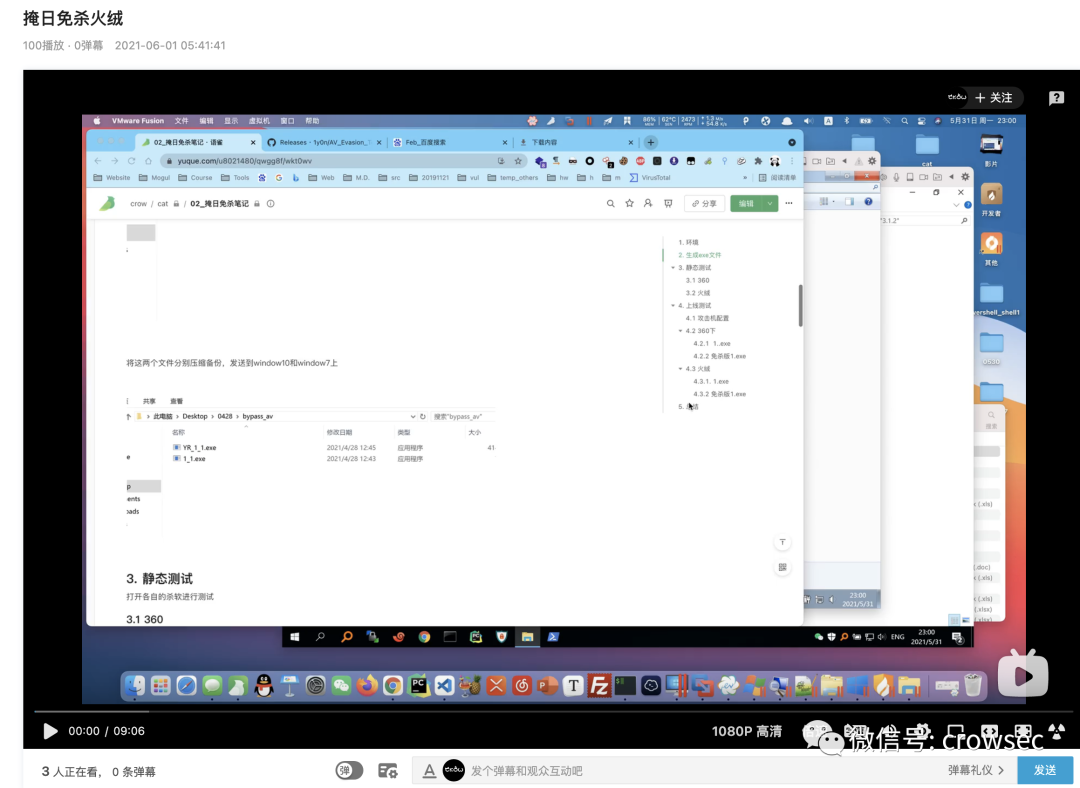 掩日免杀火绒
100播放 · 0弹幕 2021-06-01 05:41:41
+ 关注
VMware Fusion 文件 编辑 显示 虚拟机 窗口 帮助
5月31日 周一 23:00
02_掩日免杀笔记 · 语雀
Releases · 1y0n/AV_Evasion_
Feb_百度搜索
下载内容
yuque.com/u8021480/qwgg8f/wkt0wv
Website Mogul Course Tools Web M.D. src 20191121 vul temp_others hw h m VirusTotal
阅读清单
crow / cat / 02_掩日免杀笔记
分享
编辑
cat
影片
开发者
其他
"3.1.2"
1. 环境
2. 生成exe文件
3. 静态测试
3.1 360
3.2 火绒
4. 上线测试
4.1 攻击机配置
4.2 360下
4.2.1 1..exe
4.2.2 免杀版1.exe
4.3 火绒
4.3.1. 1.exe
4.3.2 免杀版1.exe
将这两个文件分别压缩备份，发送到window10和window7上
共享 查看
此电脑 › Desktop › 0428 › bypass_av
搜索"bypass_av"
名称 修改日期 类型 大小
YR_1_1.exe 2021/4/28 12:45 应用程序 41
1_1.exe 2021/4/28 12:43 应用程序
ents
3. 静态测试
打开各自的杀软进行测试
3.1 360
23:00
2021/5/31
ENG
23:00
2021/5/31
00:00 / 09:06
1080P 高清
微信号: crowsec
3 人正在看， 0 条弹幕
弹
发个弹幕和观众互动吧
弹幕礼仪 >
发送